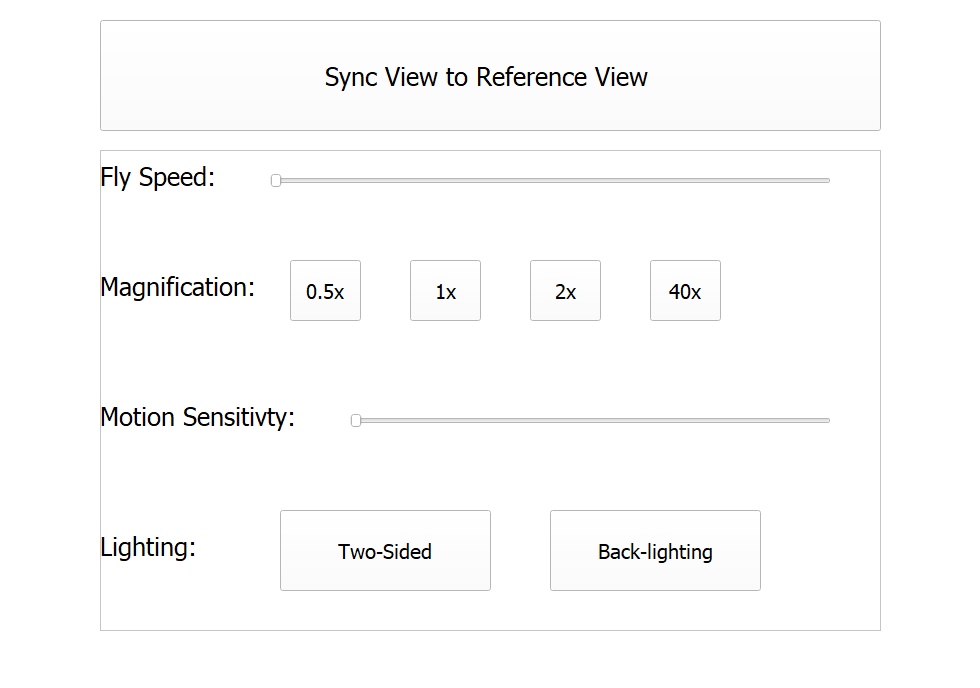 Sync View to Reference View
Fly Speed:
Magnification: 0.5x 1x 2x 40x
Motion Sensitivty:
Lighting: Two-Sided Back-lighting